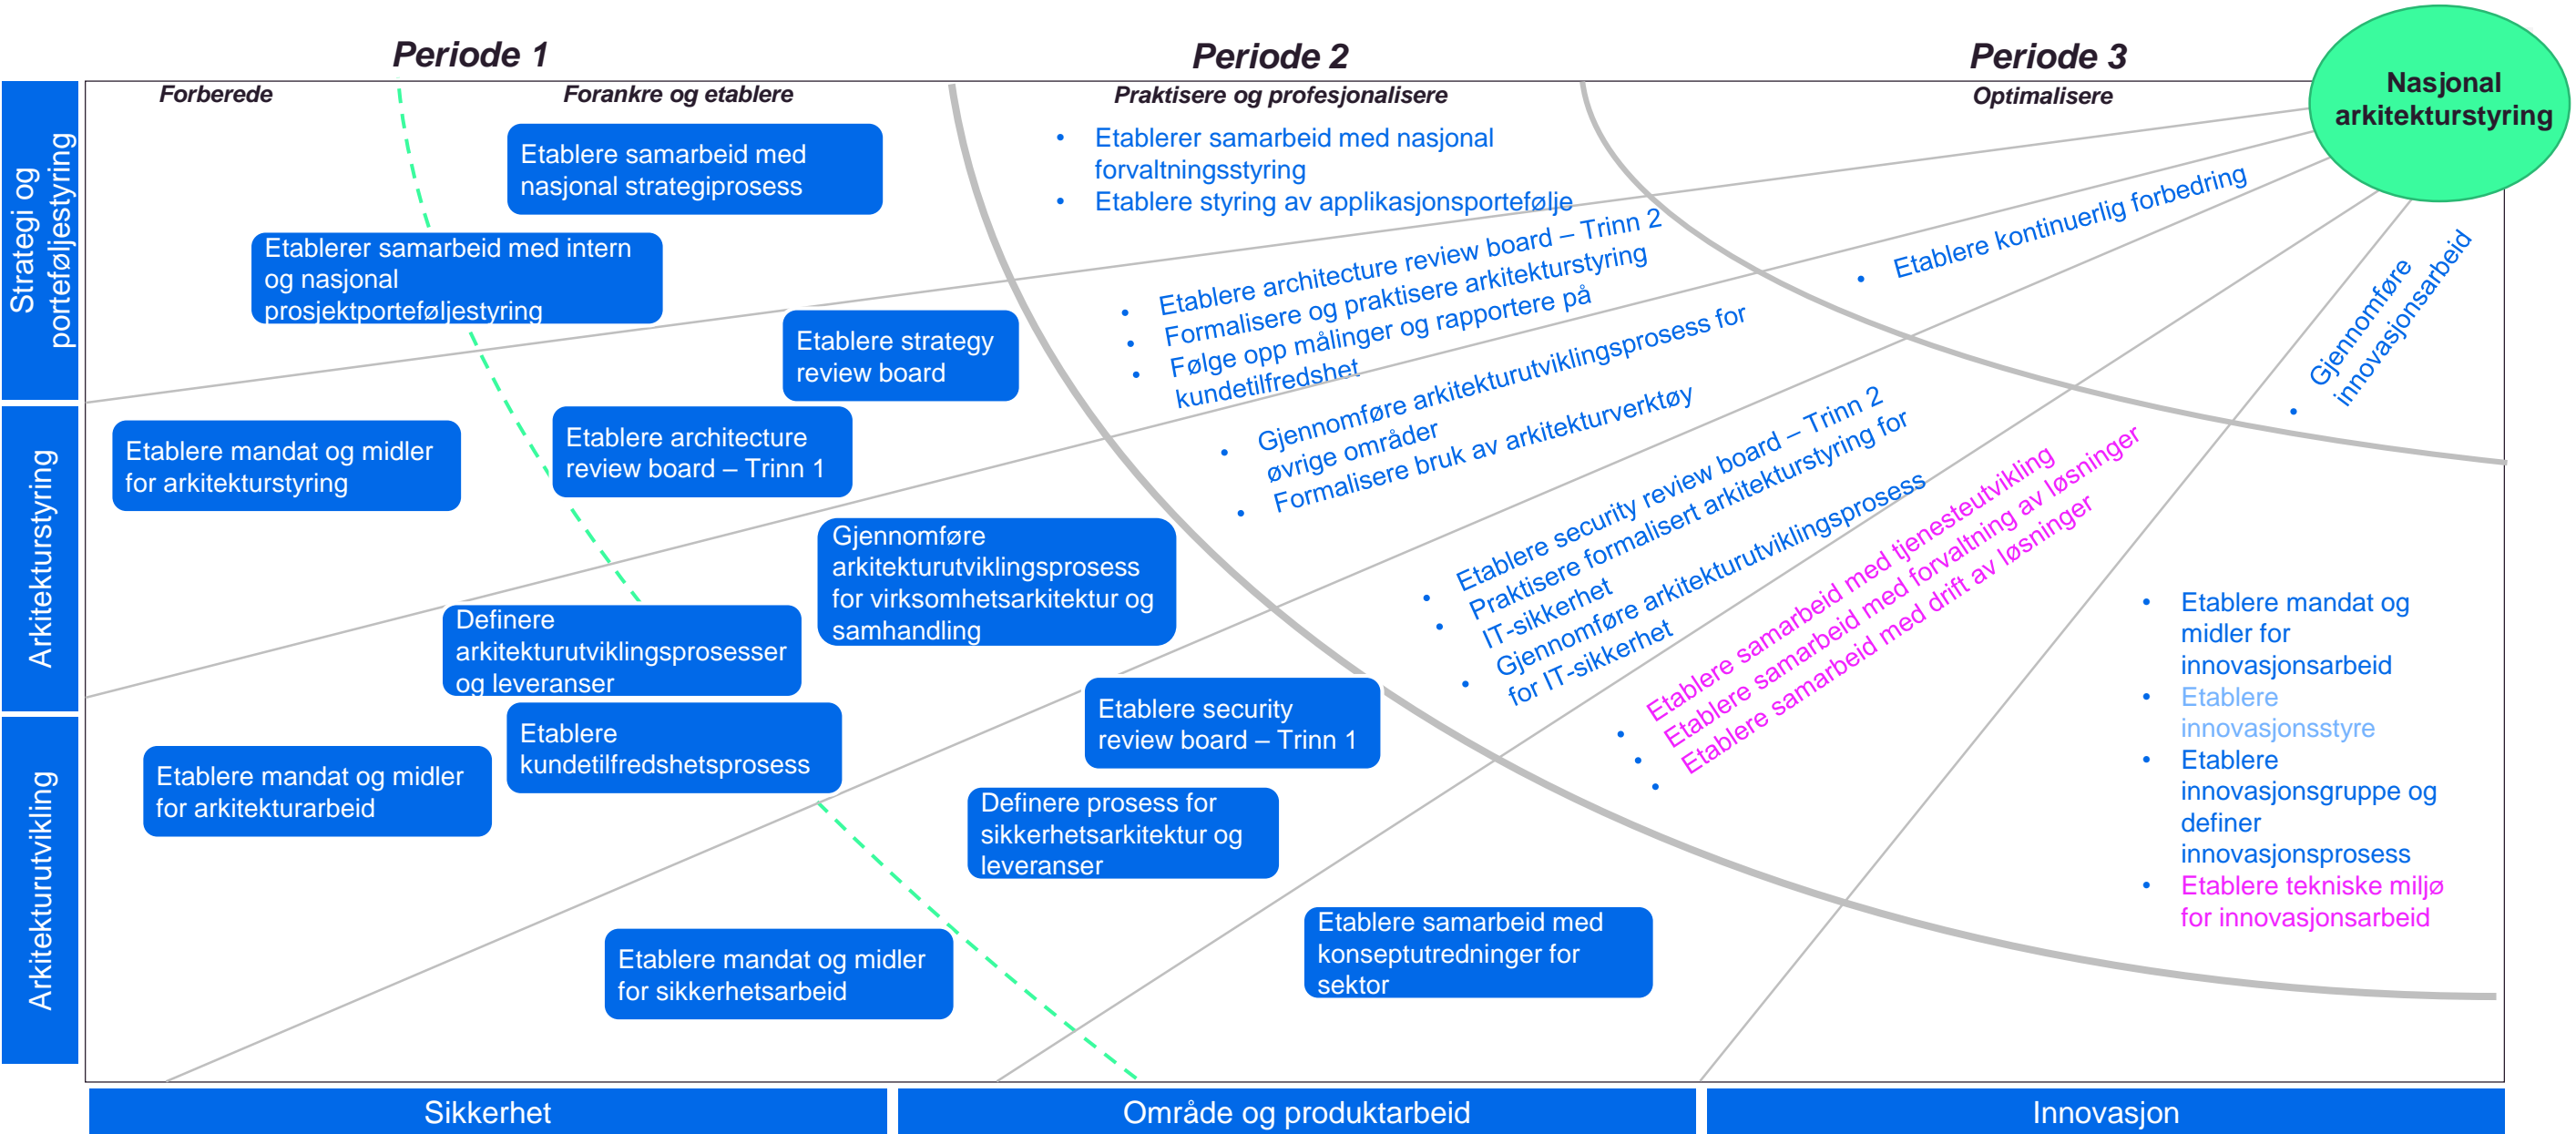 Periode 1
Periode 2
Periode 3
Nasjonal
arkitekturstyring
Forberede
Forankre og etablere
Praktisere og profesjonalisere
Optimalisere
Strategi og
porteføljestyring
Arkitekturstyring
Arkitekturutvikling
Etablere samarbeid med
nasjonal strategiprosess
Etablerer samarbeid med intern
og nasjonal
prosjektporteføljestyring
Etablere strategy
review board
Etablere mandat og midler
for arkitekturstyring
Etablere architecture
review board – Trinn 1
Gjennomføre
arkitekturutviklingsprosess
for virksomhetsarkitektur og
samhandling
Definere
arkitekturutviklingsprosesser
og leveranser
Etablere
kundetilfredshetsprosess
Etablere mandat og midler
for arkitekturarbeid
Etablere security
review board – Trinn 1
Definere prosess for
sikkerhetsarkitektur og
leveranser
Etablere mandat og midler
for sikkerhetsarbeid
Etablere samarbeid med
konseptutredninger for
sektor
• Etablerer samarbeid med nasjonal
forvaltningsstyring
• Etablere styring av applikasjonsportefølje
• Etablere architecture review board – Trinn 2
• Formalisere og praktisere arkitekturstyring
• Følge opp målinger og rapportere på
kundetilfredshet
• Gjennomføre arkitekturutviklingsprosess for
øvrige områder
• Formalisere bruk av arkitekturverktøy
• Etablere security review board – Trinn 2
• Praktisere formalisert arkitekturstyring for
IT-sikkerhet
• Gjennomføre arkitekturutviklingsprosess
for IT-sikkerhet
• Etablere samarbeid med tjenesteutvikling
• Etablere samarbeid med forvaltning av løsninger
• Etablere samarbeid med drift av løsninger
• Etablere kontinuerlig forbedring
• Gjennomføre
innovasjonsarbeid
• Etablere mandat og
midler for
innovasjonsarbeid
• Etablere
innovasjonsstyre
• Etablere
innovasjonsgruppe og
definer
innovasjonsprosess
• Etablere tekniske miljø
for innovasjonsarbeid
Sikkerhet
Område og produktarbeid
Innovasjon